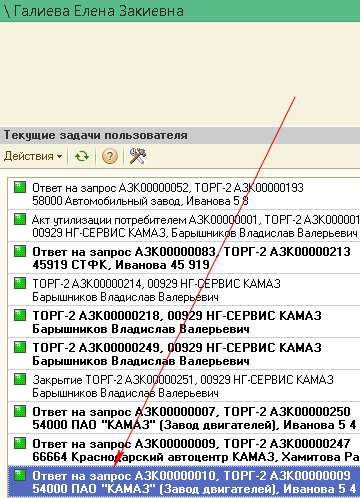 \ Галиева Елена Закиевна
Текущие задачи пользователя
Действия
Ответ на запрос АЗК00000052, ТОРГ-2 АЗК00000193
58000 Автомобильный завод, Иванова 5 8
Акт утилизации потребителем АЗК00000001, ТОРГ-2 АЗК0000001
00929 НГ-СЕРВИС КАМАЗ, Барышников Владислав Валерьевич
Ответ на запрос АЗК00000083, ТОРГ-2 АЗК00000213
45919 СТФК, Иванова 45 919
ТОРГ-2 АЗК00000214, 00929 НГ-СЕРВИС КАМАЗ
Барышников Владислав Валерьевич
ТОРГ-2 АЗК00000218, 00929 НГ-СЕРВИС КАМАЗ
Барышников Владислав Валерьевич
ТОРГ-2 АЗК00000249, 00929 НГ-СЕРВИС КАМАЗ
Барышников Владислав Валерьевич
Закрытие ТОРГ-2 АЗК00000251, 00929 НГ-СЕРВИС КАМАЗ
Барышников Владислав Валерьевич
Ответ на запрос АЗК00000007, ТОРГ-2 АЗК00000250
54000 ПАО "КАМАЗ" (Завод двигателей), Иванова 5 4
Ответ на запрос АЗК00000009, ТОРГ-2 АЗК00000247
66664 Краснодарский автоцентр КАМАЗ, Хамитова Ра
Ответ на запрос АЗК00000010, ТОРГ-2 АЗК00000009
54000 ПАО "КАМАЗ" (Завод двигателей), Иванова 5 4